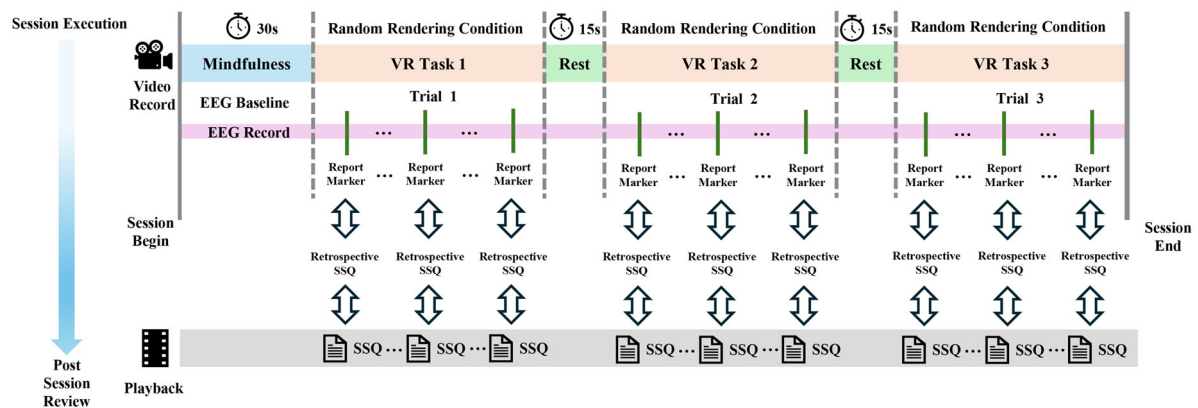 Session Execution
30s
Random Rendering Condition
15s
Random Rendering Condition
15s
Random Rendering Condition
Video
Record
Mindfulness
VR Task 1
Rest
VR Task 2
Rest
VR Task 3
EEG Baseline
Trial 1
Trial 2
Trial 3
EEG Record
... ...
... ...
... ...
Report
Marker
...
Report
Marker
...
Report
Marker
Report
Marker
...
Report
Marker
...
Report
Marker
Report
Marker
...
Report
Marker
...
Report
Marker
Session
Begin
Session
End
Retrospective
SSQ
Retrospective
SSQ
Retrospective
SSQ
Retrospective
SSQ
Retrospective
SSQ
Retrospective
SSQ
Retrospective
SSQ
Retrospective
SSQ
Retrospective
SSQ
SSQ ... SSQ ... SSQ
SSQ ... SSQ ... SSQ
SSQ ... SSQ ... SSQ
Post
Session
Review
Playback